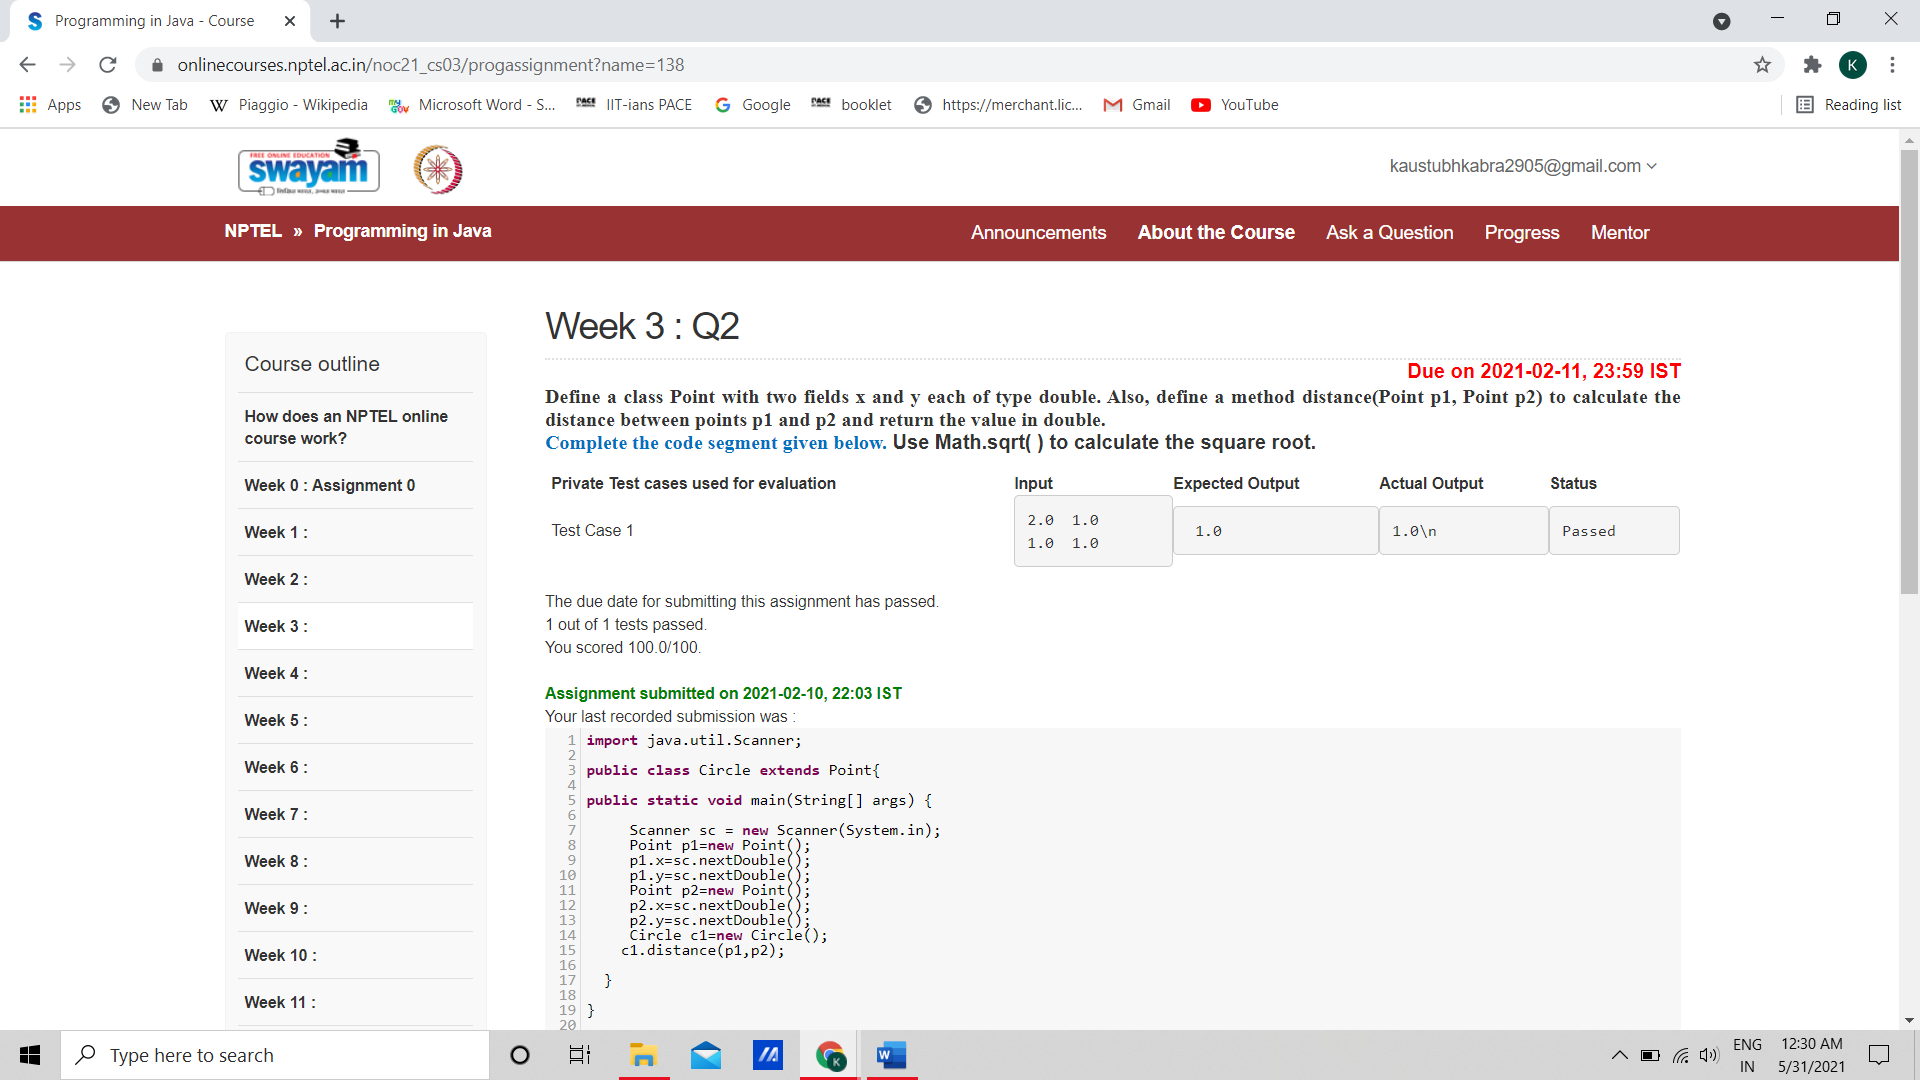 Programming in Java - Course
onlinecourses.nptel.ac.in/noc21_cs03/progassignment?name=138
K
Apps New Tab Piaggio - Wikipedia Microsoft Word - S... IIT-ians PACE Google booklet https://merchant.lic... Gmail YouTube Reading list
FREE ONLINE EDUCATION
swayam
kaustubhkabra2905@gmail.com
NPTEL » Programming in Java Announcements About the Course Ask a Question Progress Mentor
Course outline
How does an NPTEL online
course work?
Week 0 : Assignment 0
Week 1 :
Week 2 :
Week 3 :
Week 4 :
Week 5 :
Week 6 :
Week 7 :
Week 8 :
Week 9 :
Week 10 :
Week 11 :
Week 3 : Q2
Due on 2021-02-11, 23:59 IST
Define a class Point with two fields x and y each of type double. Also, define a method distance(Point p1, Point p2) to calculate the
distance between points p1 and p2 and return the value in double.
Complete the code segment given below. Use Math.sqrt( ) to calculate the square root.
Private Test cases used for evaluation Input Expected Output Actual Output Status
Test Case 1
2.0 1.0
1.0 1.0
1.0
1.0\n
Passed
The due date for submitting this assignment has passed.
1 out of 1 tests passed.
You scored 100.0/100.
Assignment submitted on 2021-02-10, 22:03 IST
Your last recorded submission was :
1 import java.util.Scanner;
2
3 public class Circle extends Point{
4
5 public static void main(String[] args) {
6
7 Scanner sc = new Scanner(System.in);
8 Point p1=new Point();
9 p1.x=sc.nextDouble();
10 p1.y=sc.nextDouble();
11 Point p2=new Point();
12 p2.x=sc.nextDouble();
13 p2.y=sc.nextDouble();
14 Circle c1=new Circle();
15 c1.distance(p1,p2);
16
17 }
18
19 }
20
Type here to search
ENG
IN
12:30 AM
5/31/2021